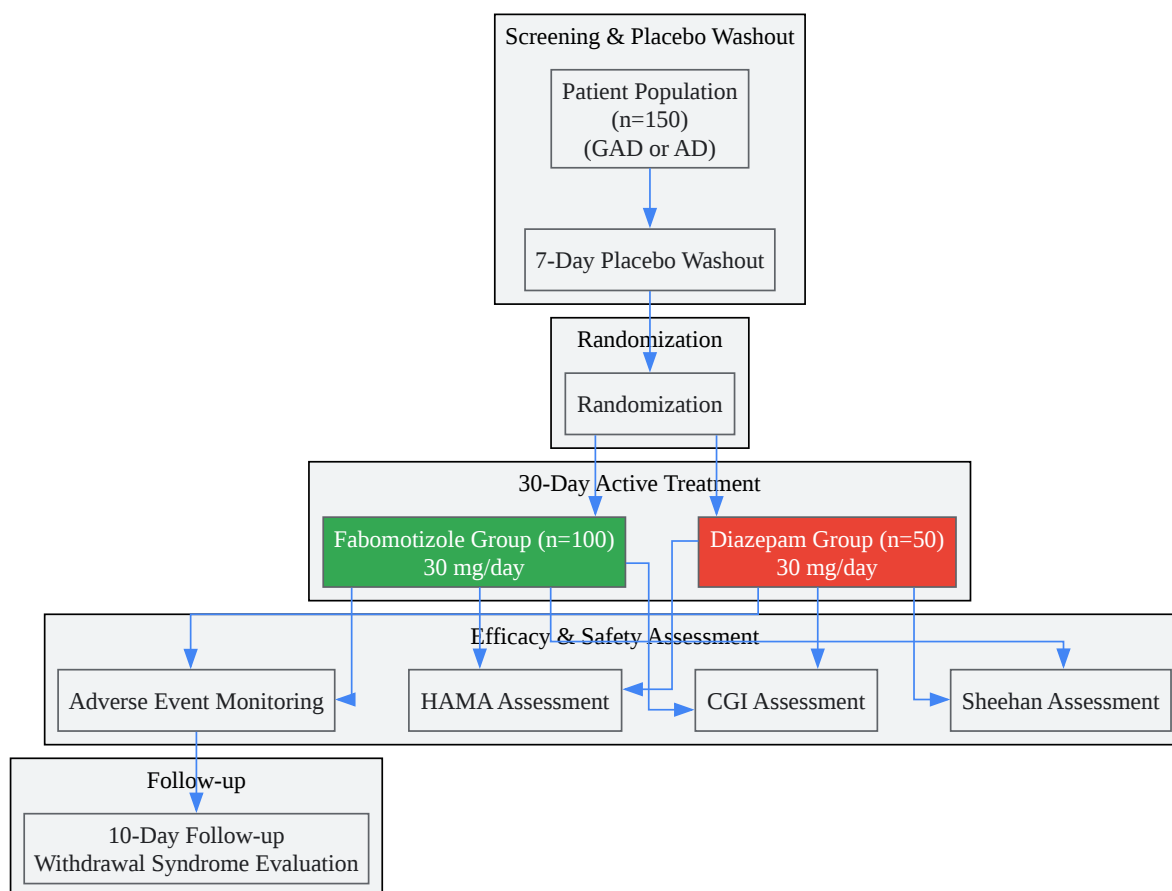 Screening & Placebo Washout
Patient Population
(n=150)
(GAD or AD)
7-Day Placebo Washout
Randomization
Randomization
30-Day Active Treatment
Fabomotizole Group (n=100)
30 mg/day
Diazepam Group (n=50)
30 mg/day
Efficacy & Safety Assessment
Adverse Event Monitoring
HAMA Assessment
CGI Assessment
Sheehan Assessment
Follow-up
10-Day Follow-up
Withdrawal Syndrome Evaluation